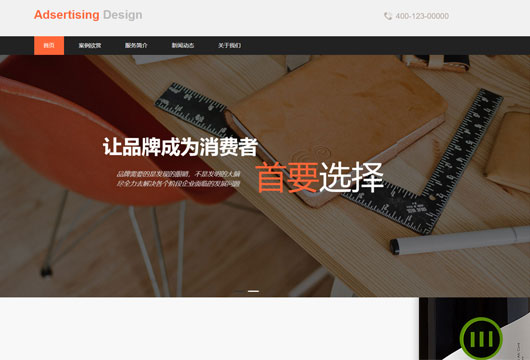 Adsertising Design
400-123-00000
首页 案例欣赏 服务简介 新闻动态 关于我们
让品牌成为消费者
首要选择
品牌需要的是发现的眼睛，不是发明的大脑
尽全力去解决各个阶段企业面临的发展问题